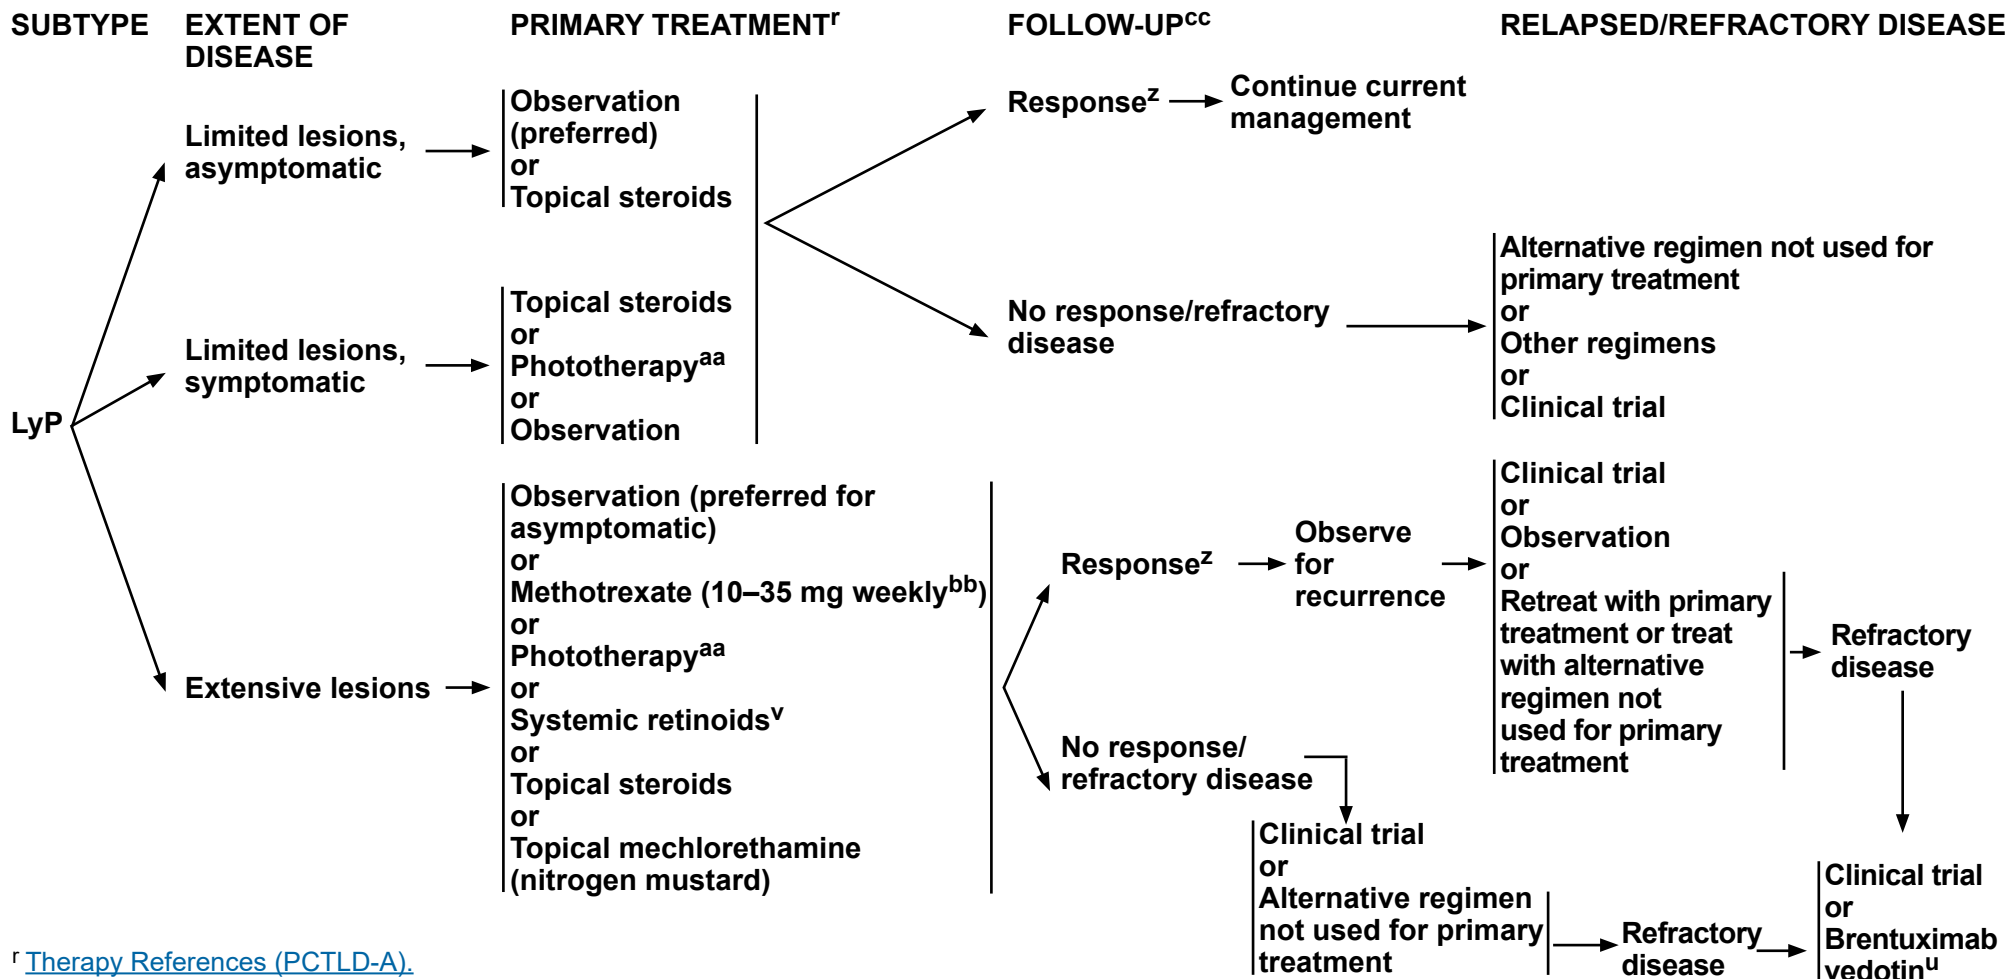 SUBTYPE
EXTENT OF
DISEASE
PRIMARY TREATMENTr
FOLLOW-UPcc
RELAPSED/REFRACTORY DISEASE
LyP
Limited lesions,
asymptomatic
Observation
(preferred)
or
Topical steroids
Limited lesions,
symptomatic
Topical steroids
or
Phototherapyaa
or
Observation
Responsez
Continue current
management
No response/refractory
disease
Alternative regimen not used for
primary treatment
or
Other regimens
or
Clinical trial
Extensive lesions
Observation (preferred for
asymptomatic)
or
Methotrexate (10–35 mg weeklybb)
or
Phototherapyaa
or
Systemic retinoidsv
or
Topical steroids
or
Topical mechlorethamine
(nitrogen mustard)
Responsez
Observe
for
recurrence
Clinical trial
or
Observation
or
Retreat with primary
treatment or treat
with alternative
regimen not
used for primary
treatment
Refractory
disease
No response/
refractory disease
Clinical trial
or
Alternative regimen
not used for primary
treatment
Refractory
disease
Clinical trial
or
Brentuximab
vedotinu
r Therapy References (PCTLD-A).